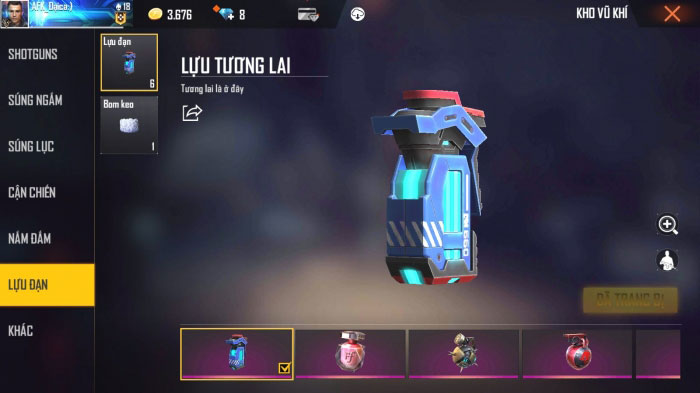 AFK_Daica:)
18
3.676
8
KHO VŨ KHÍ
SHOTGUNS
SÚNG NGẮM
SÚNG LỤC
CẬN CHIẾN
NẮM ĐẤM
LỰU ĐẠN
KHÁC
Lựu đạn
6
Bom keo
1
LỰU TƯƠNG LAI
Tương lai là ở đây
ĐÃ TRANG BỊ